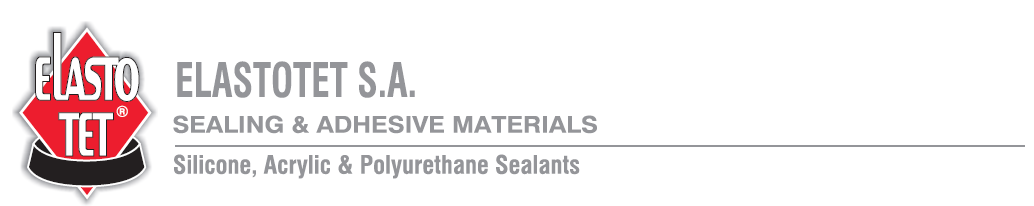 ELASTO
TET®
ELASTOTET S.A.
SEALING & ADHESIVE MATERIALS
Silicone, Acrylic & Polyurethane Sealants